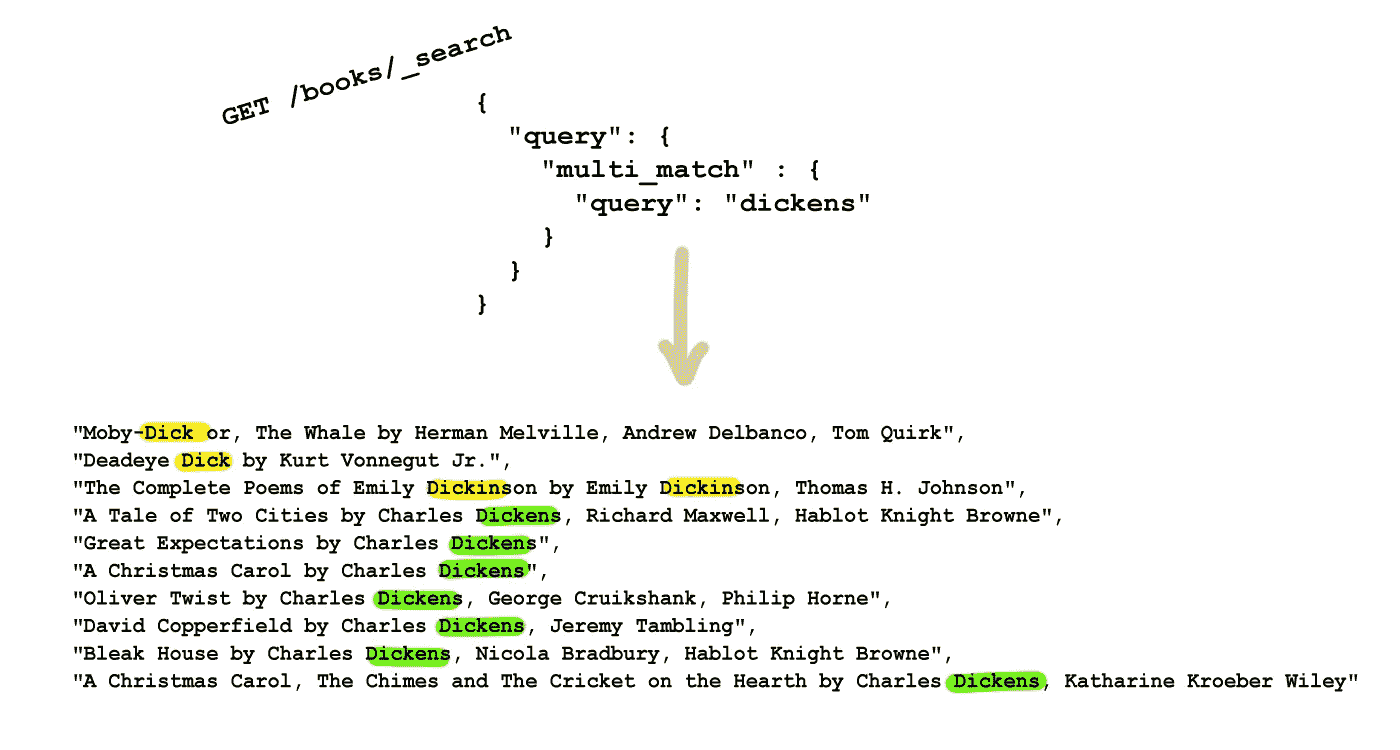 GET /books/_search
{
"query": {
"multi_match" : {
"query": "dickens"
}
}
}
"Moby-Dick or, The Whale by Herman Melville, Andrew Delbanco, Tom Quirk",
"Deadeye Dick by Kurt Vonnegut Jr.",
"The Complete Poems of Emily Dickinson by Emily Dickinson, Thomas H. Johnson",
"A Tale of Two Cities by Charles Dickens, Richard Maxwell, Hablot Knight Browne",
"Great Expectations by Charles Dickens",
"A Christmas Carol by Charles Dickens",
"Oliver Twist by Charles Dickens, George Cruikshank, Philip Horne",
"David Copperfield by Charles Dickens, Jeremy Tambling",
"Bleak House by Charles Dickens, Nicola Bradbury, Hablot Knight Browne",
"A Christmas Carol, The Chimes and The Cricket on the Hearth by Charles Dickens, Katharine Kroeber Wiley"